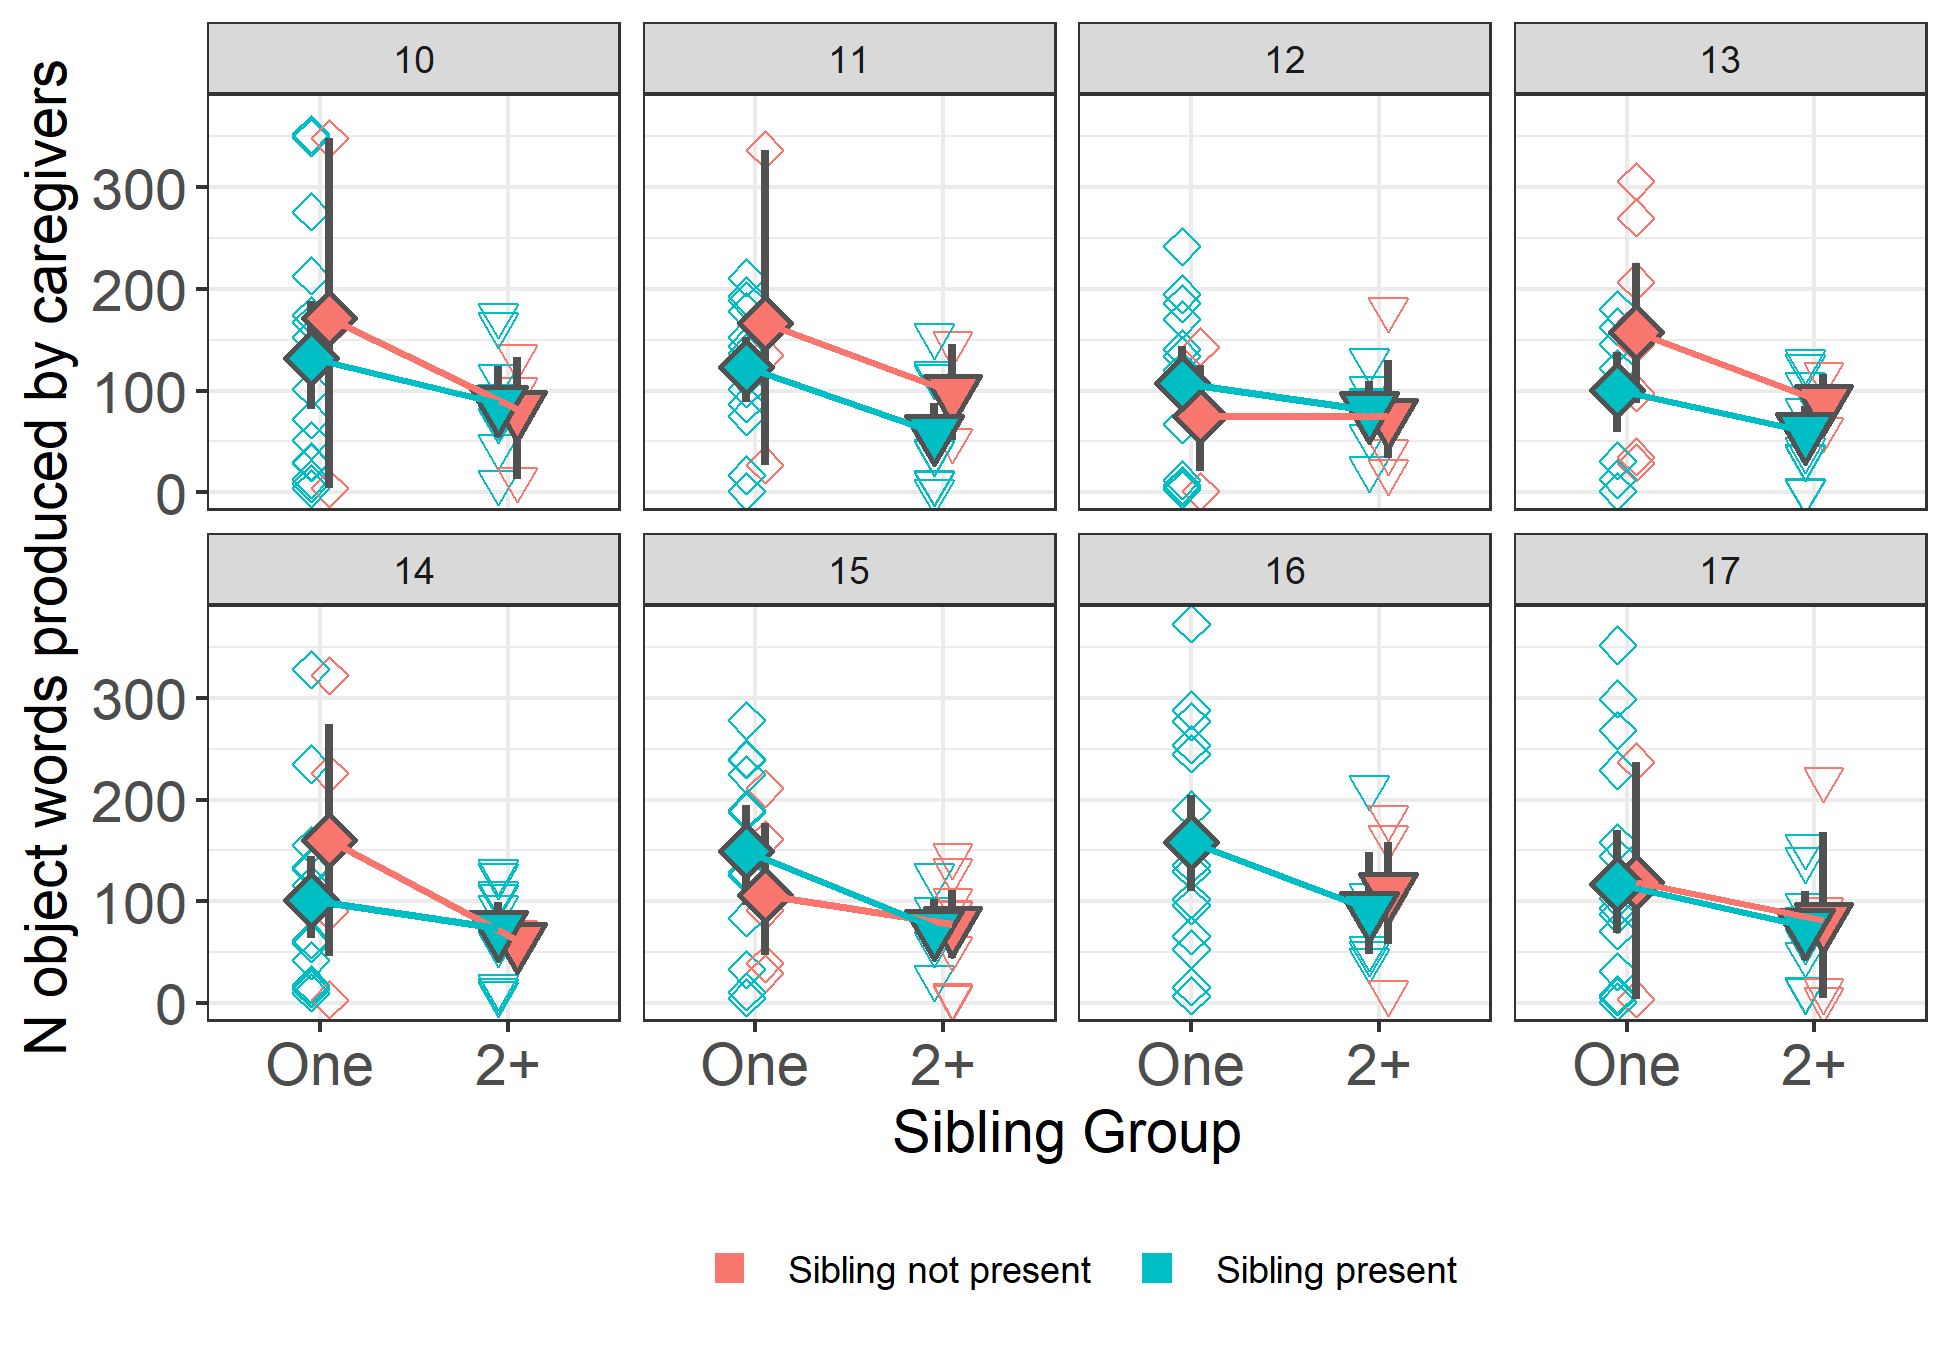 N object words produced by caregivers
10 11 12 13
300
200
100
0
14 15 16 17
300
200
100
0
One 2+ One 2+ One 2+ One 2+
Sibling Group
Sibling not present Sibling present